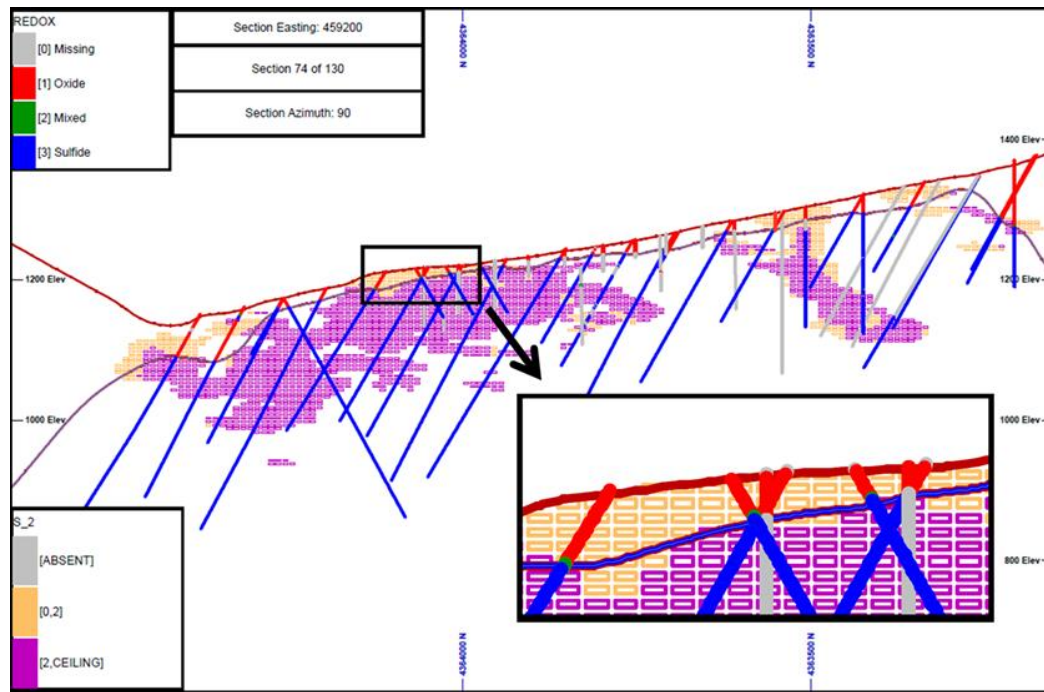 REDOX
[0] Missing
[1] Oxide
[2] Mixed
[3] Sulfide
Section Easting: 459200
Section 74 of 130
Section Azimuth: 90
4364000 N
4363500 N
1400 Elev
1200 Elev
1200 Elev
1000 Elev
1000 Elev
800 Elev
S_2
[ABSENT]
[0,2]
[2,CEILING]
4364000 N
4363500 N